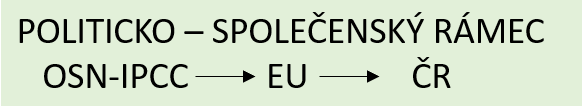 POLITICKO – SPOLEČENSKÝ RÁMEC
OSN-IPCC → EU → ČR